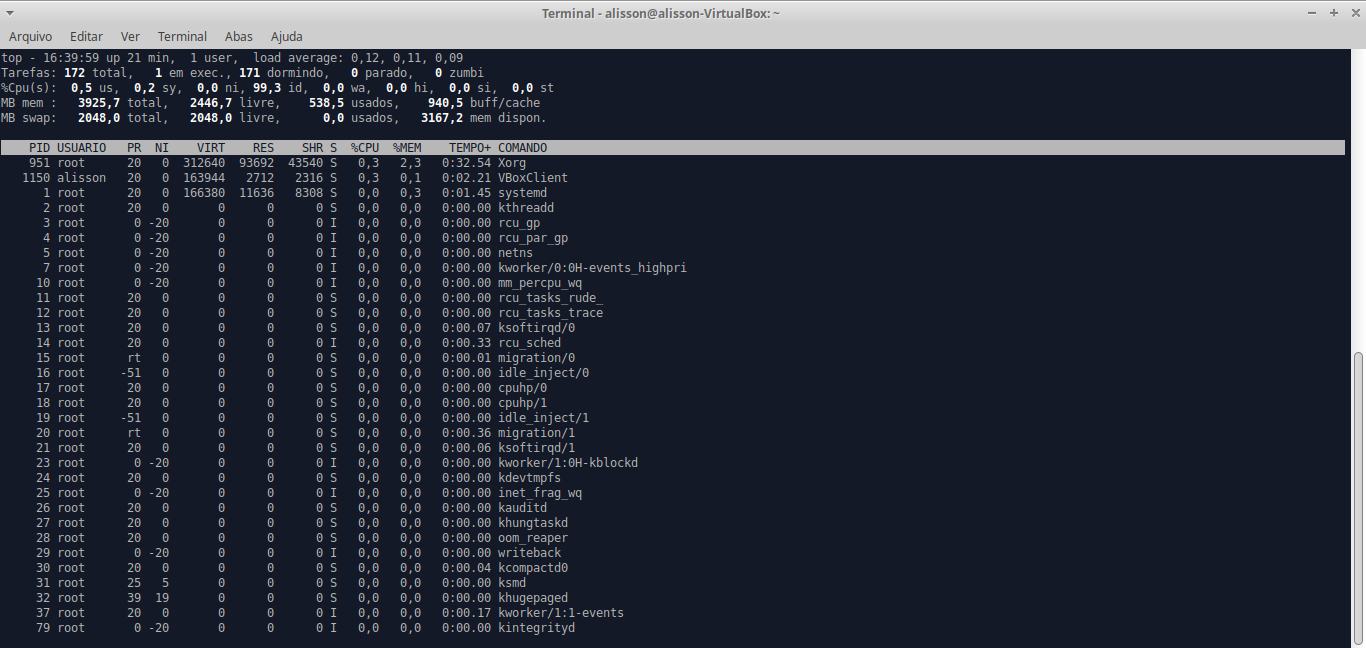 Terminal - alisson@alisson-VirtualBox: ~
Arquivo Editar Ver Terminal Abas Ajuda
top - 16:39:59 up 21 min,  1 user,  load average: 0,12, 0,11, 0,09
Tarefas: 172 total,   1 em exec., 171 dormindo,   0 parado,   0 zumbi
%Cpu(s):  0,5 us,  0,2 sy,  0,0 ni, 99,3 id,  0,0 wa,  0,0 hi,  0,0 si,  0,0 st
MB mem :   3925,7 total,   2446,7 livre,    538,5 usados,    940,5 buff/cache
MB swap:   2048,0 total,   2048,0 livre,      0,0 usados,   3167,2 mem dispon.
PID USUARIO   PR  NI    VIRT    RES    SHR S  %CPU  %MEM    TEMPO+ COMANDO
951 root      20   0  312640  93692  43540 S   0,3   2,3   0:32.54 Xorg
1150 alisson   20   0  163944   2712   2316 S   0,3   0,1   0:02.21 VBoxClient
1 root      20   0  166380  11636   8308 S   0,0   0,3   0:01.45 systemd
2 root      20   0       0      0      0 S   0,0   0,0   0:00.00 kthreadd
3 root       0 -20       0      0      0 I   0,0   0,0   0:00.00 rcu_gp
4 root       0 -20       0      0      0 I   0,0   0,0   0:00.00 rcu_par_gp
5 root       0 -20       0      0      0 I   0,0   0,0   0:00.00 netns
7 root       0 -20       0      0      0 I   0,0   0,0   0:00.00 kworker/0:0H-events_highpri
10 root       0 -20       0      0      0 I   0,0   0,0   0:00.00 mm_percpu_wq
11 root      20   0       0      0      0 S   0,0   0,0   0:00.00 rcu_tasks_rude_
12 root      20   0       0      0      0 S   0,0   0,0   0:00.00 rcu_tasks_trace
13 root      20   0       0      0      0 S   0,0   0,0   0:00.07 ksoftirqd/0
14 root      20   0       0      0      0 I   0,0   0,0   0:00.33 rcu_sched
15 root      rt   0       0      0      0 S   0,0   0,0   0:00.01 migration/0
16 root     -51   0       0      0      0 S   0,0   0,0   0:00.00 idle_inject/0
17 root      20   0       0      0      0 S   0,0   0,0   0:00.00 cpuhp/0
18 root      20   0       0      0      0 S   0,0   0,0   0:00.00 cpuhp/1
19 root     -51   0       0      0      0 S   0,0   0,0   0:00.00 idle_inject/1
20 root      rt   0       0      0      0 S   0,0   0,0   0:00.36 migration/1
21 root      20   0       0      0      0 S   0,0   0,0   0:00.06 ksoftirqd/1
23 root       0 -20       0      0      0 I   0,0   0,0   0:00.00 kworker/1:0H-kblockd
24 root      20   0       0      0      0 S   0,0   0,0   0:00.00 kdevtmpfs
25 root       0 -20       0      0      0 I   0,0   0,0   0:00.00 inet_frag_wq
26 root      20   0       0      0      0 S   0,0   0,0   0:00.00 kauditd
27 root      20   0       0      0      0 S   0,0   0,0   0:00.00 khungtaskd
28 root      20   0       0      0      0 S   0,0   0,0   0:00.00 oom_reaper
29 root       0 -20       0      0      0 I   0,0   0,0   0:00.00 writeback
30 root      20   0       0      0      0 S   0,0   0,0   0:00.04 kcompactd0
31 root      25   5       0      0      0 S   0,0   0,0   0:00.00 ksmd
32 root      39  19       0      0      0 S   0,0   0,0   0:00.00 khugepaged
37 root      20   0       0      0      0 I   0,0   0,0   0:00.17 kworker/1:1-events
79 root       0 -20       0      0      0 I   0,0   0,0   0:00.00 kintegrityd